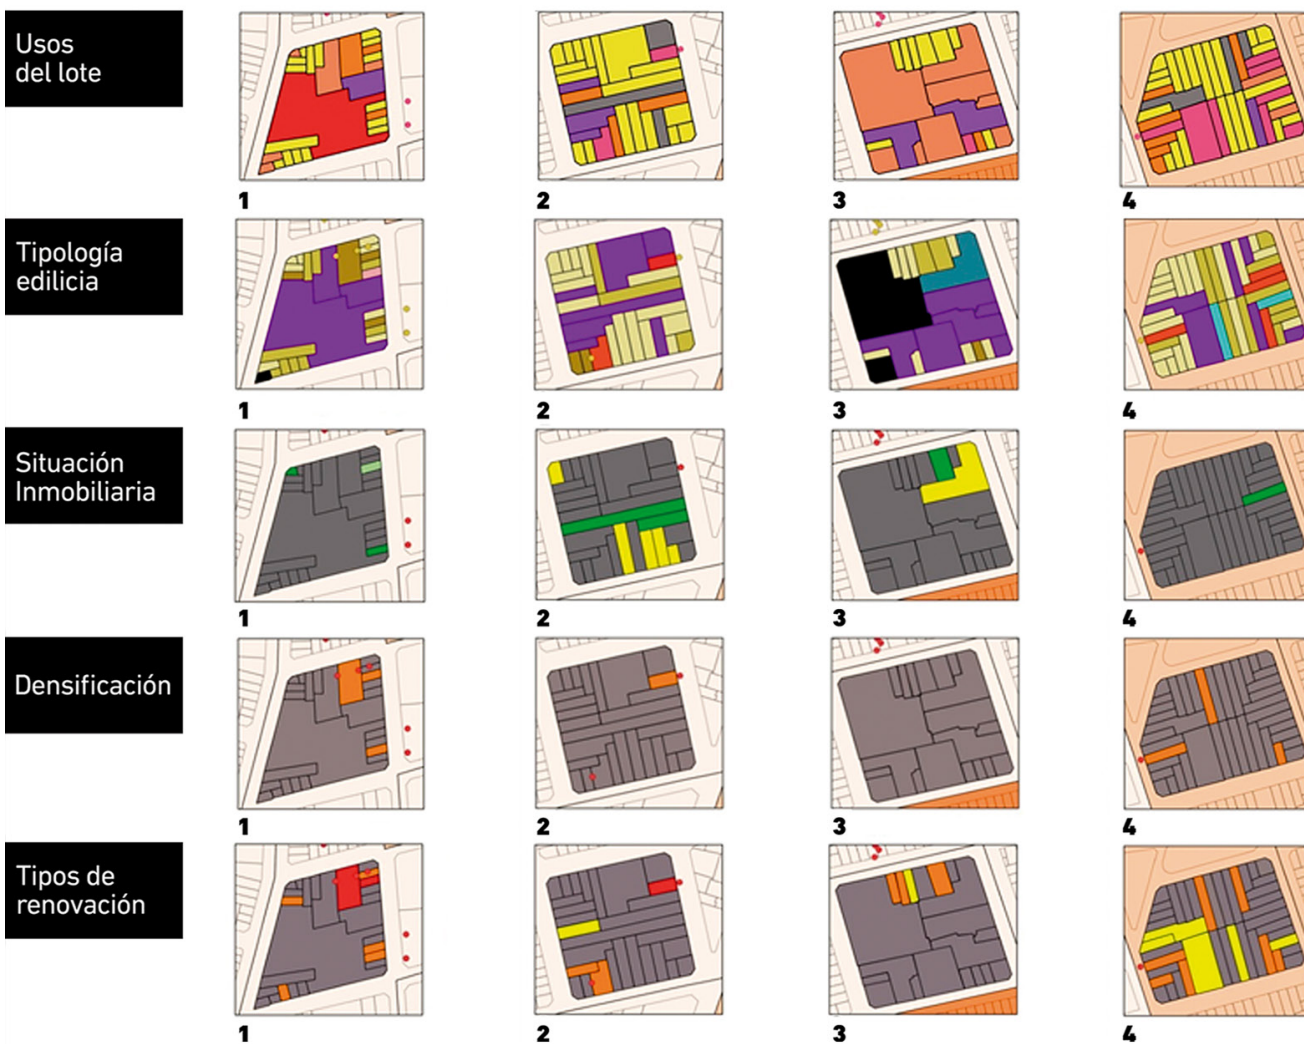 Usos
del lote
1 2 3 4
Tipología
edilicia
1 2 3 4
Situación
Inmobiliaria
1 2 3 4
Densificación
1 2 3 4
Tipos de
renovación
1 2 3 4